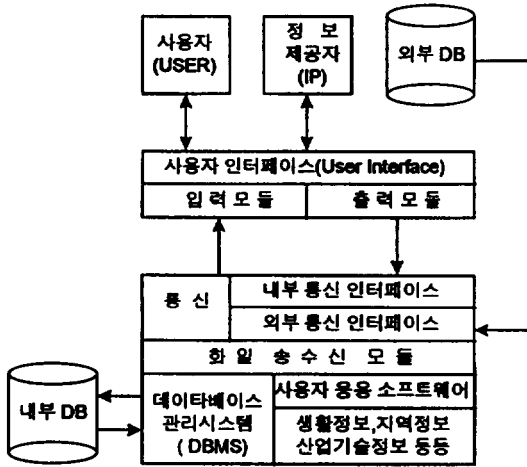 사용자
(USER)
정 보
제공자
(IP)
외부 DB
사용자 인터페이스(User Interface)
입 력 모 듈
출 력 모 듈
통 신
내부 통신 인터페이스
외부 통신 인터페이스
화 일 송 수 신 모 듈
내부 DB
데이타베이스
관리시스템
( DBMS)
사용자 응용 소프트웨어
생활정보,지역정보
산업기술정보 등등